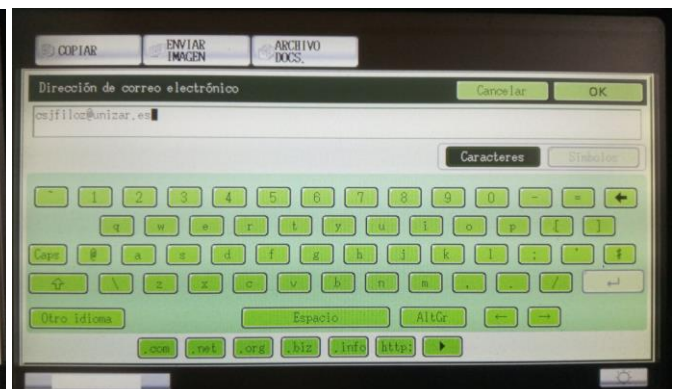 COPIAR ENVIAR IMAGEN ARCHIVO DOCS.
Dirección de correo electrónico Cancelar OK
csjfiloz@unizar.es
Caracteres Símbolos
` 1 2 3 4 5 6 7 8 9 0 - = ←
q w e r t y u i o p [ ]
Caps @ a s d f g h j k l ; ' #
\ z x c v b n m , . /
Otro idioma Espacio AltGr ← →
.com .net .org .biz .info http: